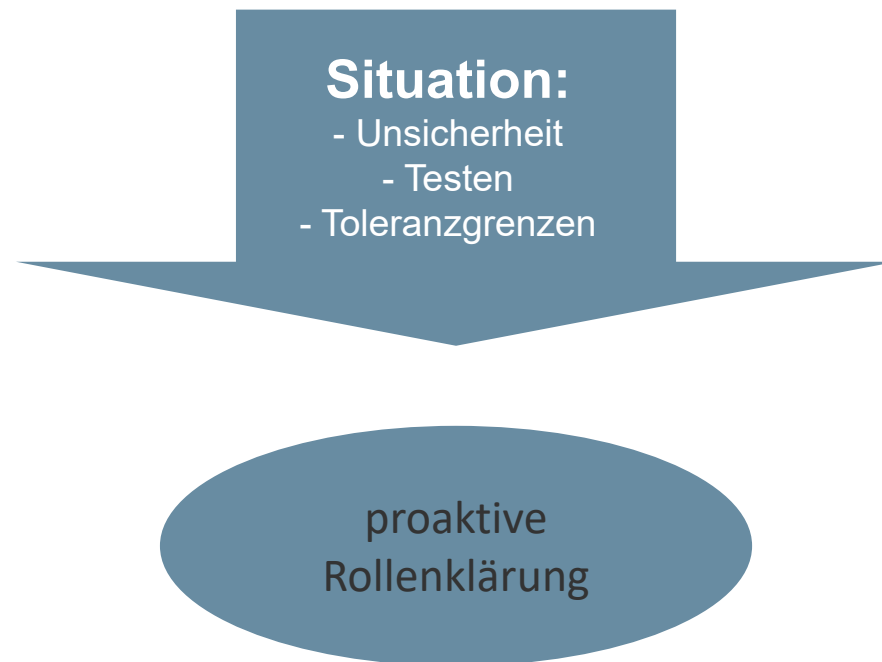 Situation:
- Unsicherheit
- Testen
- Toleranzgrenzen
proaktive
Rollenklärung